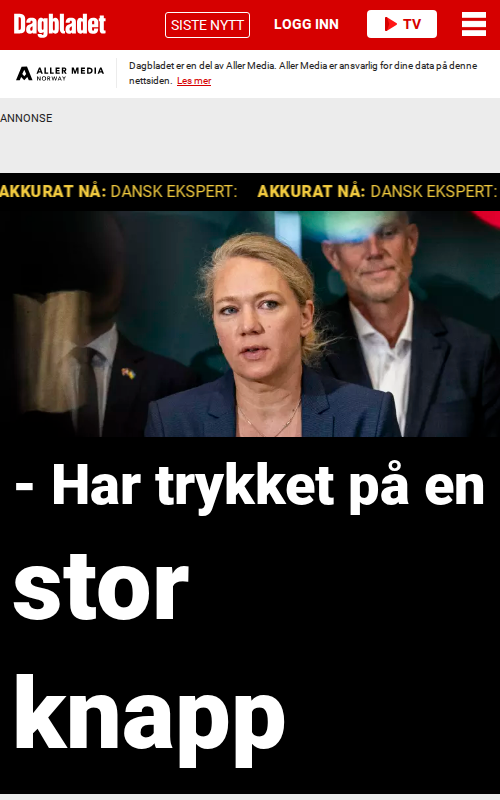 Dagbladet
SISTE NYTT
LOGG INN
TV
ALLER MEDIA
NORWAY
Dagbladet er en del av Aller Media. Aller Media er ansvarlig for dine data på denne
nettsiden. Les mer
ANNONSE
AKKURAT NÅ: DANSK EKSPERT: AKKURAT NÅ: DANSK EKSPERT:
- Har trykket på en
stor
knapp